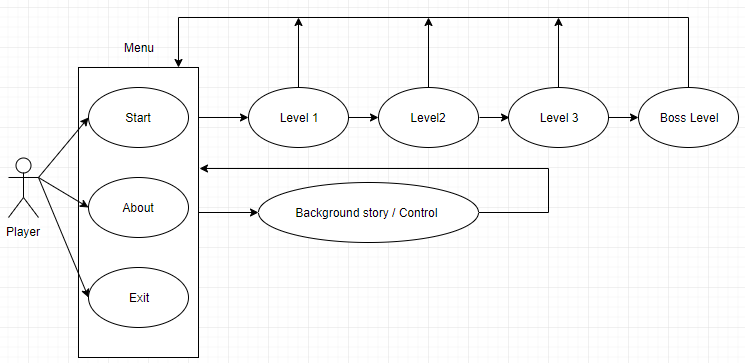 Menu
Start
Level 1
Level2
Level 3
Boss Level
About
Background story / Control
Player
Exit